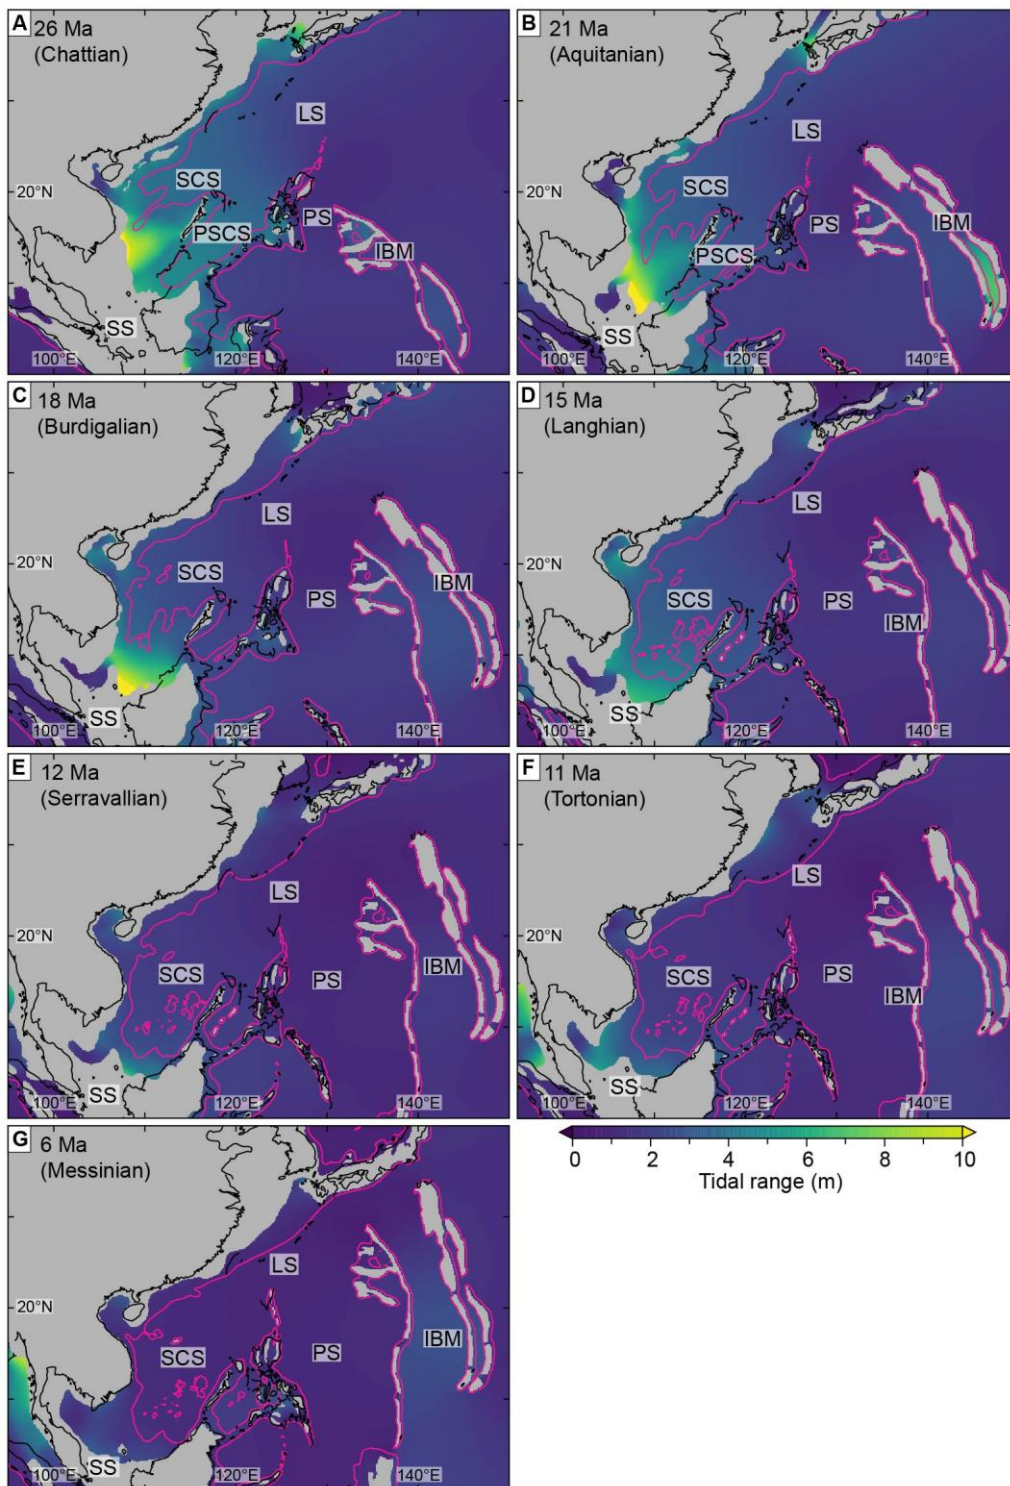 A
26 Ma
(Chattian)
LS
SCS
20°N
PSCS
PS
IBM
SS
100°E
120°E
140°E
B
21 Ma
(Aquitanian)
LS
SCS
20°N
PSCS
PS
IBM
SS
100°E
120°E
140°E
C
18 Ma
(Burdigalian)
LS
20°N
SCS
PS
IBM
SS
100°E
120°E
140°E
D
15 Ma
(Langhian)
LS
20°N
SCS
PS
IBM
SS
100°E
120°E
140°E
E
12 Ma
(Serravallian)
LS
20°N
SCS
PS
IBM
SS
100°E
120°E
140°E
F
11 Ma
(Tortonian)
LS
20°N
SCS
PS
IBM
SS
100°E
120°E
140°E
G
6 Ma
(Messinian)
LS
20°N
SCS
PS
IBM
SS
100°E
120°E
140°E
0 2 4 6 8 10
Tidal range (m)